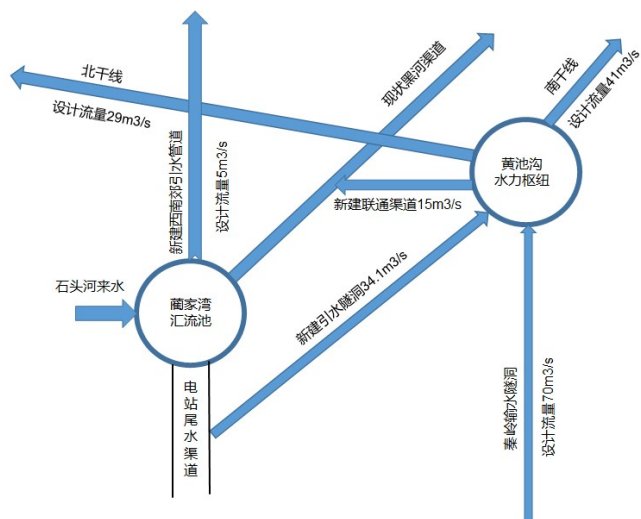 北干线
设计流量29m3/s
新建西南郊引水管道
设计流量5m3/s
现状黑河渠道
南干线
设计流量41m3/s
黄池沟
水力枢纽
新建联通渠道15m3/s
石头河来水
蔺家湾
汇流池
新建引水隧洞34.1m3/s
电站尾水渠道
秦岭输水隧洞
设计流量70m3/s